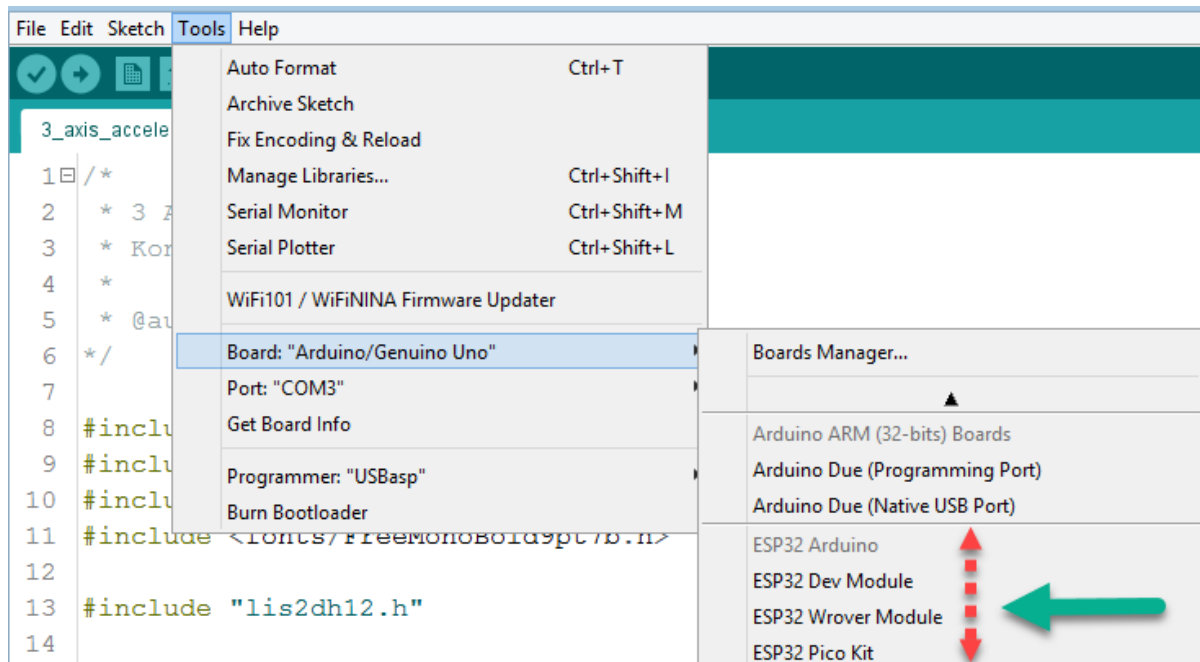 File Edit Sketch Tools Help
Auto Format Ctrl+T
Archive Sketch
Fix Encoding & Reload
Manage Libraries... Ctrl+Shift+I
Serial Monitor Ctrl+Shift+M
Serial Plotter Ctrl+Shift+L
WiFi101 / WiFiNINA Firmware Updater
Board: "Arduino/Genuino Uno"
Port: "COM3"
Get Board Info
Programmer: "USBasp"
Burn Bootloader
Boards Manager...
Arduino ARM (32-bits) Boards
Arduino Due (Programming Port)
Arduino Due (Native USB Port)
ESP32 Arduino
ESP32 Dev Module
ESP32 Wrover Module
ESP32 Pico Kit
3_axis_accele
1 /*
2 * 3
3 * Kor
4 *
5 * @au
6 */
7
8 #inclu
9 #inclu
10 #inclu
11 #include <fonts/FreeMonoBold9pt7b.h>
12
13 #include "lis2dh12.h"
14